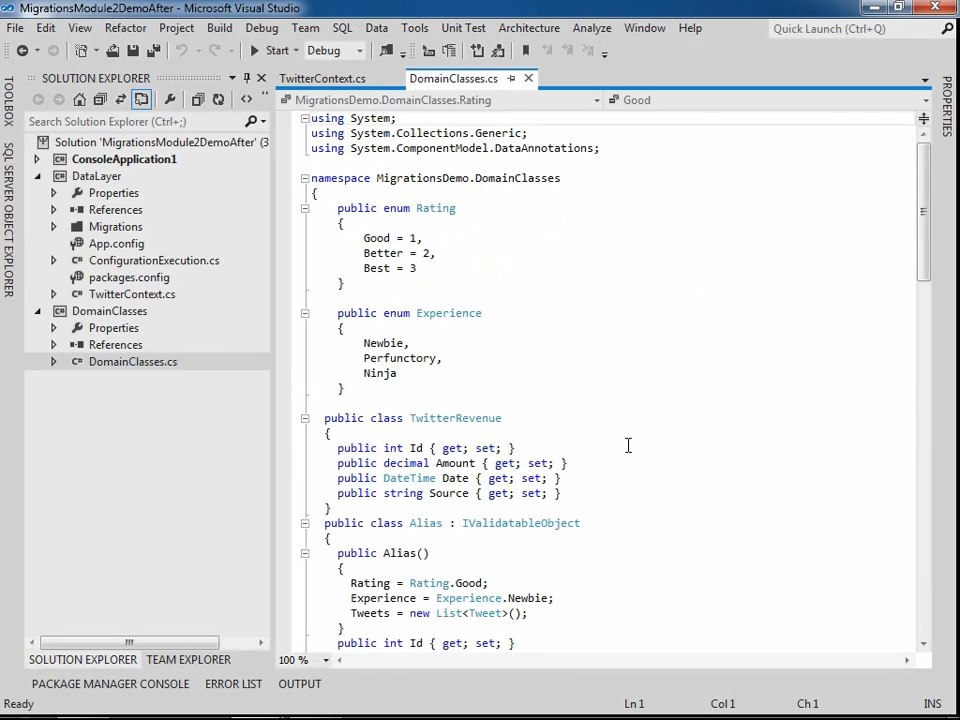 MigrationsModule2DemoAfter - Microsoft Visual Studio
File Edit View Refactor Project Build Debug Team SQL Data Tools Unit Test Architecture Analyze Window Help
Quick Launch (Ctrl+Q)
Start Debug
TOOLBOX
SQL SERVER OBJECT EXPLORER
SOLUTION EXPLORER
Search Solution Explorer (Ctrl+;)
Solution 'MigrationsModule2DemoAfter' (3
ConsoleApplication1
DataLayer
Properties
References
Migrations
App.config
ConfigurationExecution.cs
packages.config
TwitterContext.cs
DomainClasses
Properties
References
DomainClasses.cs
SOLUTION EXPLORER TEAM EXPLORER
TwitterContext.cs DomainClasses.cs
MigrationsDemo.DomainClasses.Rating Good
using System;
using System.Collections.Generic;
using System.ComponentModel.DataAnnotations;
namespace MigrationsDemo.DomainClasses
{
public enum Rating
{
Good = 1,
Better = 2,
Best = 3
}
public enum Experience
{
Newbie,
Perfunctory,
Ninja
}
public class TwitterRevenue
{
public int Id { get; set; }
public decimal Amount { get; set; }
public DateTime Date { get; set; }
public string Source { get; set; }
}
public class Alias : IValidatableObject
{
public Alias()
{
Rating = Rating.Good;
Experience = Experience.Newbie;
Tweets = new List<Tweet>();
}
public int Id { get; set; }
100 %
PROPERTIES
PACKAGE MANAGER CONSOLE ERROR LIST OUTPUT
Ready Ln 1 Col 1 Ch 1 INS